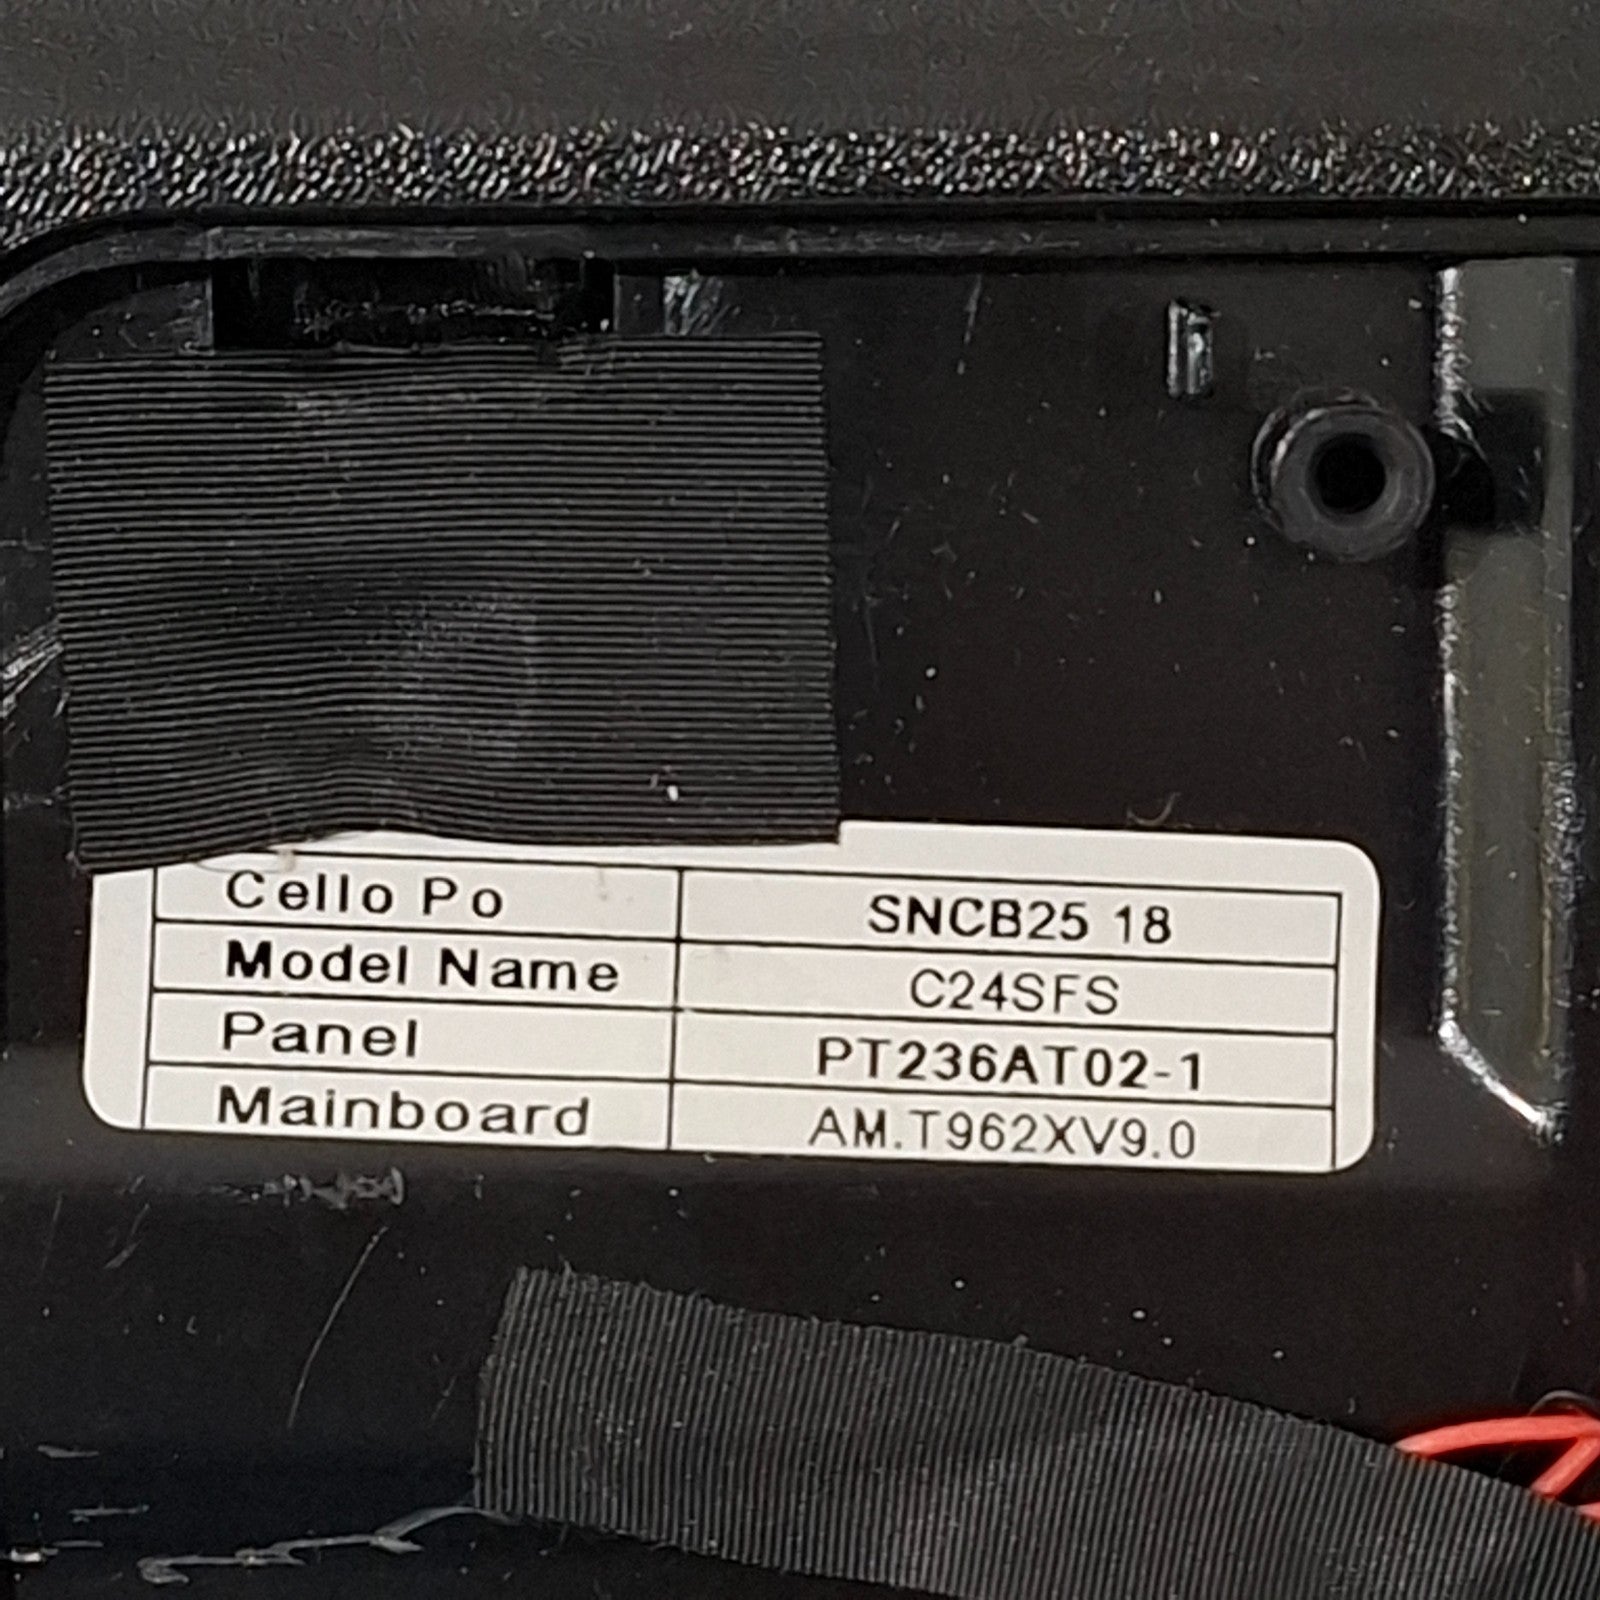 Cello Po SNCB25 18
Model Name C24SFS
Panel PT236AT02-1
Mainboard AM.T962XV9.0